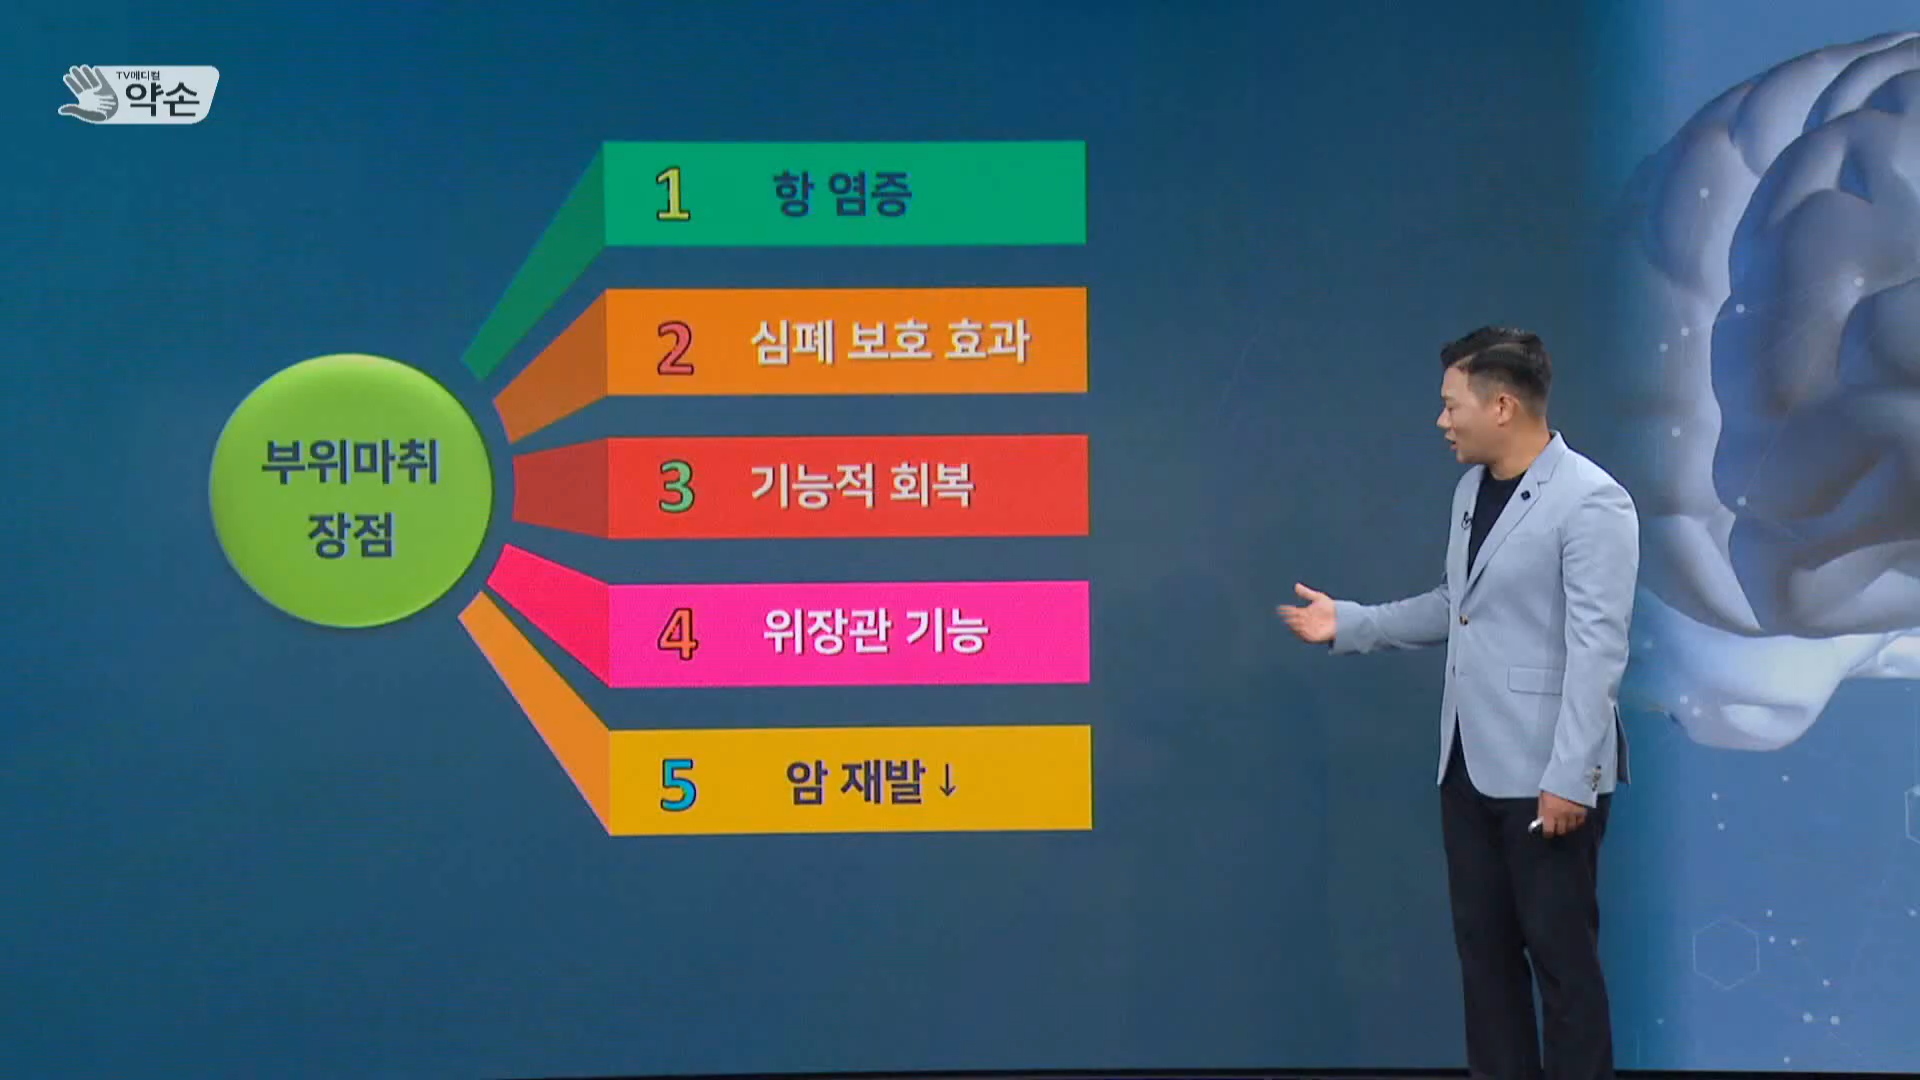 TV메디컬
약손
부위마취
장점
1 항 염증
2 심폐 보호 효과
3 기능적 회복
4 위장관 기능
5 암 재발↓